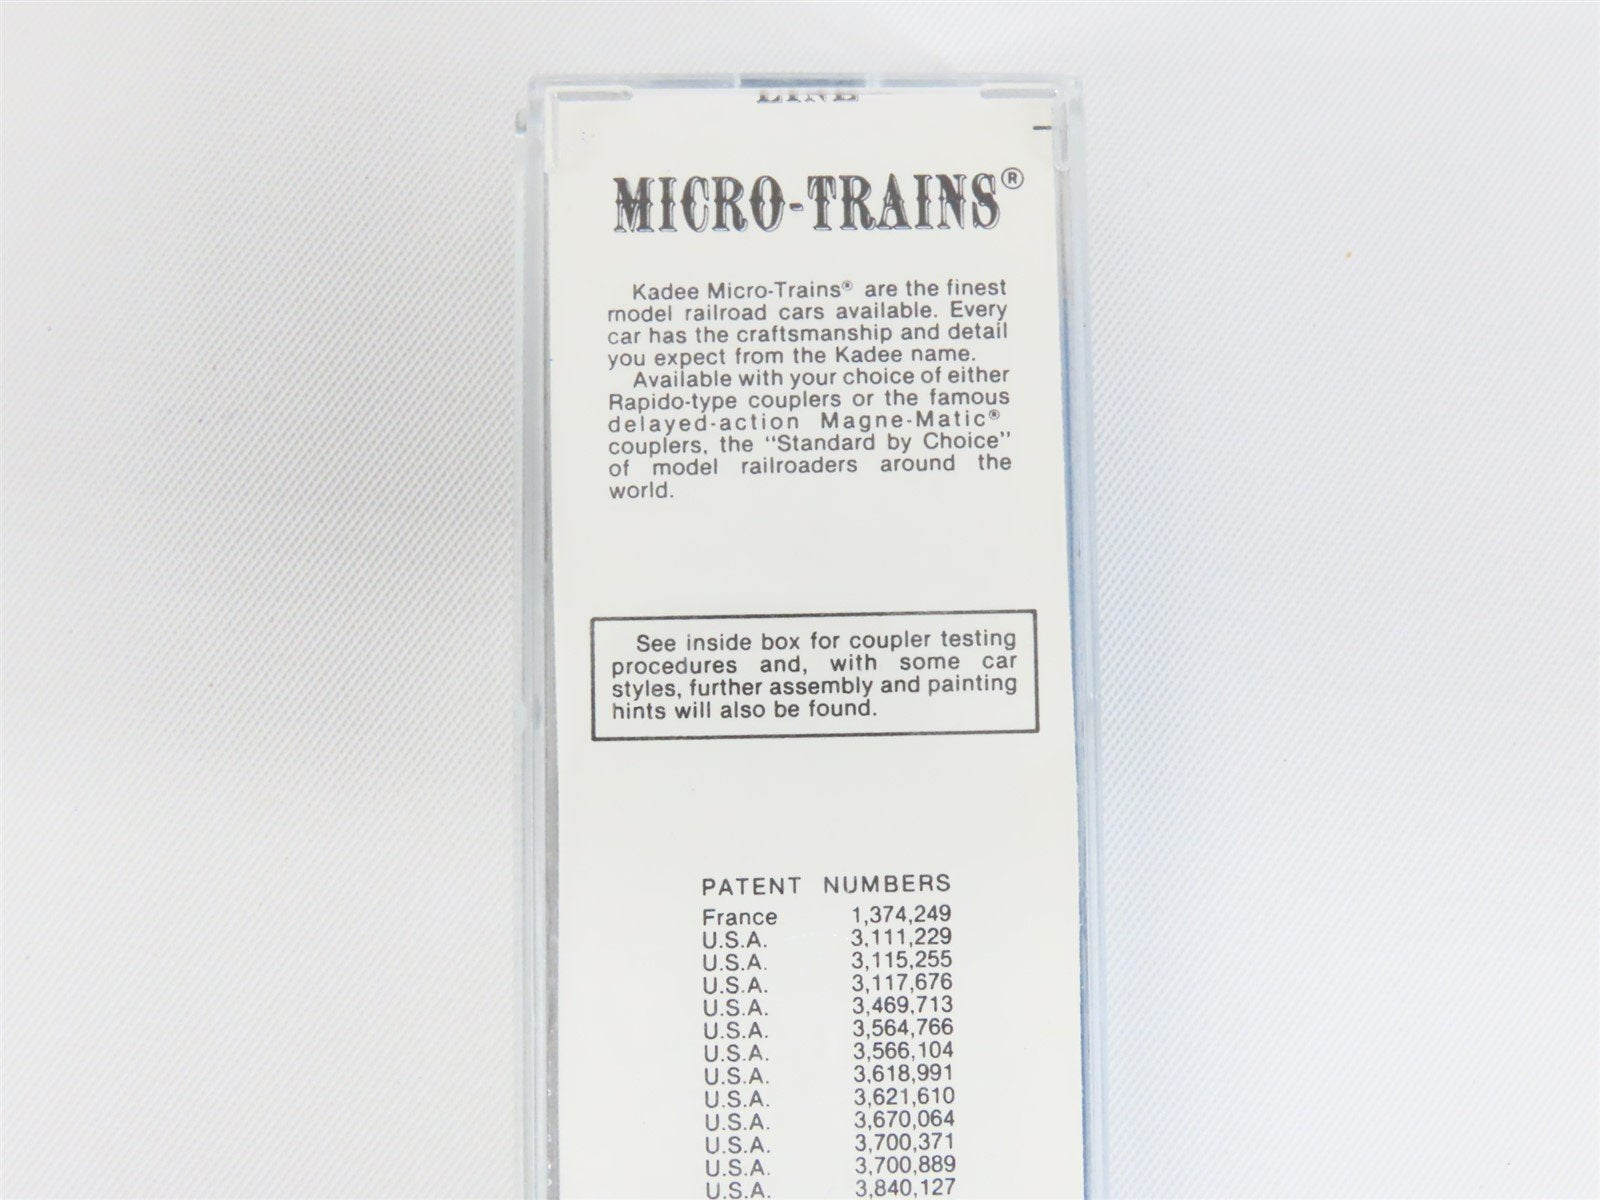 LINE
MICRO-TRAINS®
Kadee Micro-Trains® are the finest
model railroad cars available. Every
car has the craftsmanship and detail
you expect from the Kadee name.
Available with your choice of either
Rapido-type couplers or the famous
delayed-action Magne-Matic®
couplers, the "Standard by Choice"
of model railroaders around the
world.
See inside box for coupler testing
procedures and, with some car
styles, further assembly and painting
hints will also be found.
PATENT NUMBERS
France 1,374,249
U.S.A. 3,111,229
U.S.A. 3,115,255
U.S.A. 3,117,676
U.S.A. 3,469,713
U.S.A. 3,564,766
U.S.A. 3,566,104
U.S.A. 3,618,991
U.S.A. 3,621,610
U.S.A. 3,670,064
U.S.A. 3,700,371
U.S.A. 3,700,889
U.S.A. 3,840,127